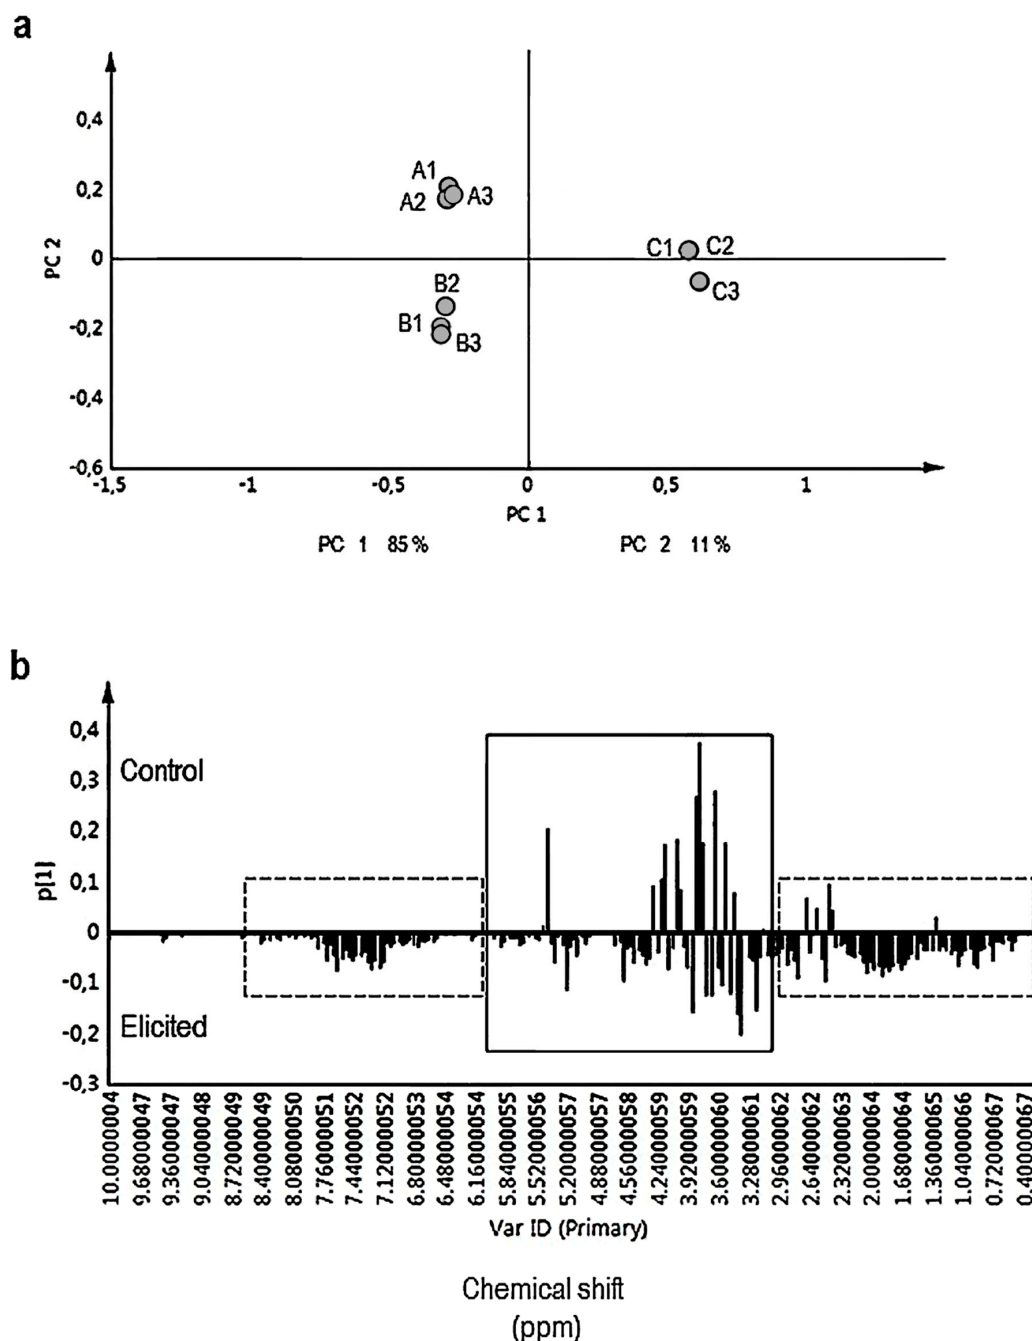 a
0,4
A1
0,2
A2 A3
PC 2
C1 C2
0
B2
C3
-0,2
B1
B3
-0,4
-0,6
-1,5 -1 -0,5 0 0,5 1
PC 1
PC 1 85% PC 2 11%
b
0,4
Control
0,3
0,2
p[1]
0,1
0
-0,1
Elicited
-0,2
-0,3
10.0000004
9.68000047
9.36000047
9.04000048
8.72000049
8.40000049
8.08000050
7.76000051
7.44000052
7.12000052
6.80000053
6.48000054
6.16000054
5.84000055
5.52000056
5.20000057
4.88000057
4.56000058
4.24000059
3.92000059
3.60000060
3.28000061
2.96000062
2.64000062
2.32000063
2.00000064
1.68000064
1.36000065
1.04000066
0.72000067
0.40000067
Var ID (Primary)
Chemical shift
(ppm)